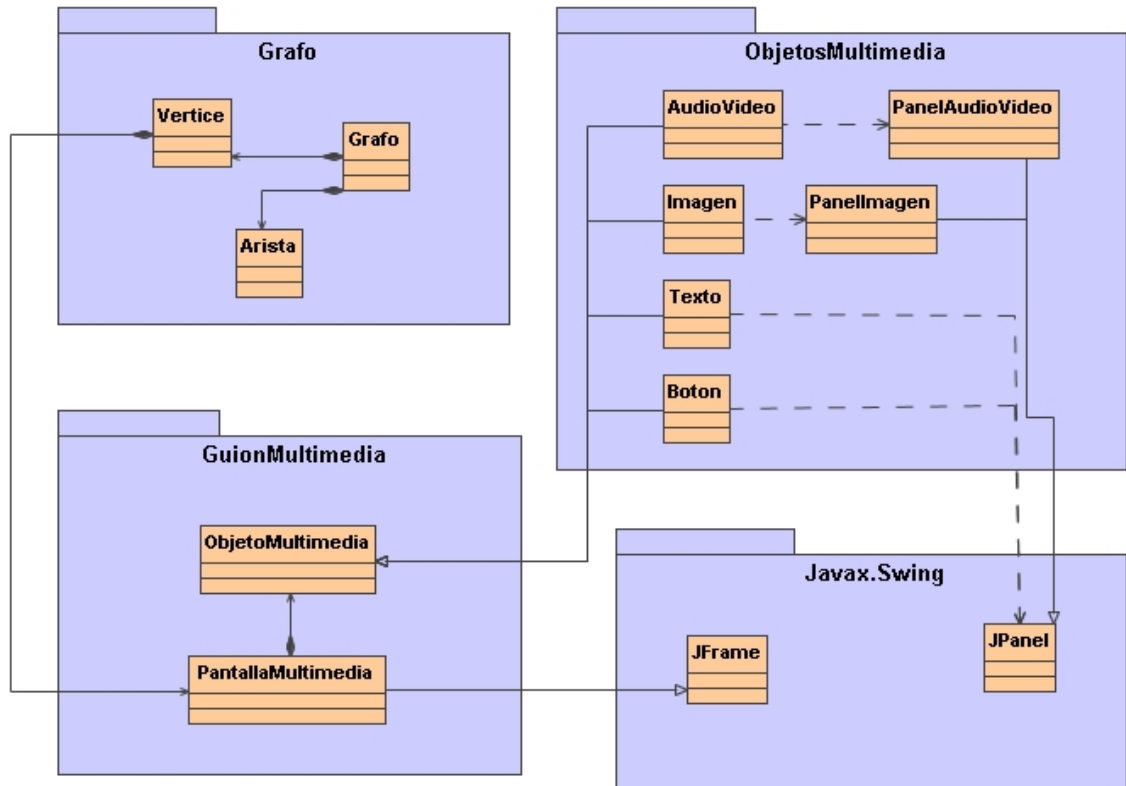 Grafo
Vertice
Grafo
Arista
ObjetosMultimedia
AudioVideo
PanelAudioVideo
Imagen
PanelImagen
Texto
Boton
GuionMultimedia
ObjetoMultimedia
PantallaMultimedia
Javax.Swing
JFrame
JPanel